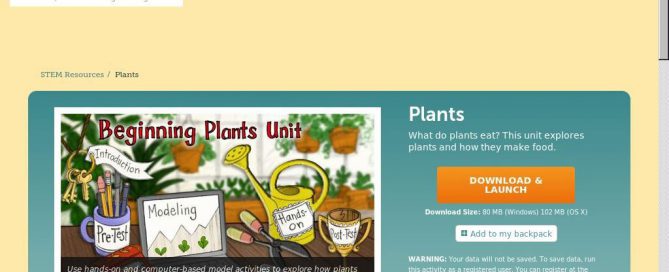 STEM Resources / Plants
Beginning Plants Unit
Introduction
Pre-Test
Modeling
Hands-
on
Post-Test
Use hands-on and computer-based model activities to explore how plants
Plants
What do plants eat? This unit explores
plants and how they make food.
DOWNLOAD &
LAUNCH
Download Size: 80 MB (Windows) 102 MB (OS X)
Add to my backpack
WARNING: Your data will not be saved. To save data, run
this activity as a registered user. You can register at the